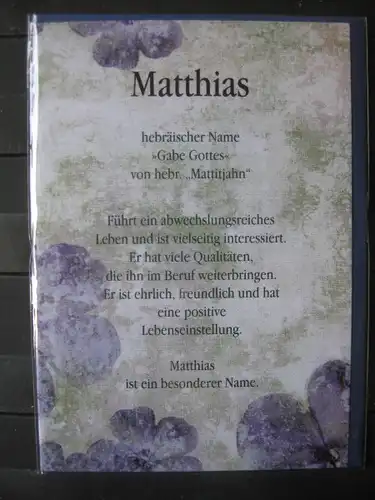 Matthias
hebräischer Name
»Gabe Gottes«
von hebr. „Mattitjahn“
Führt ein abwechslungsreiches
Leben und ist vielseitig interessiert.
Er hat viele Qualitäten,
die ihn im Beruf weiterbringen.
Er ist ehrlich, freundlich und hat
eine positive
Lebenseinstellung.
Matthias
ist ein besonderer Name.